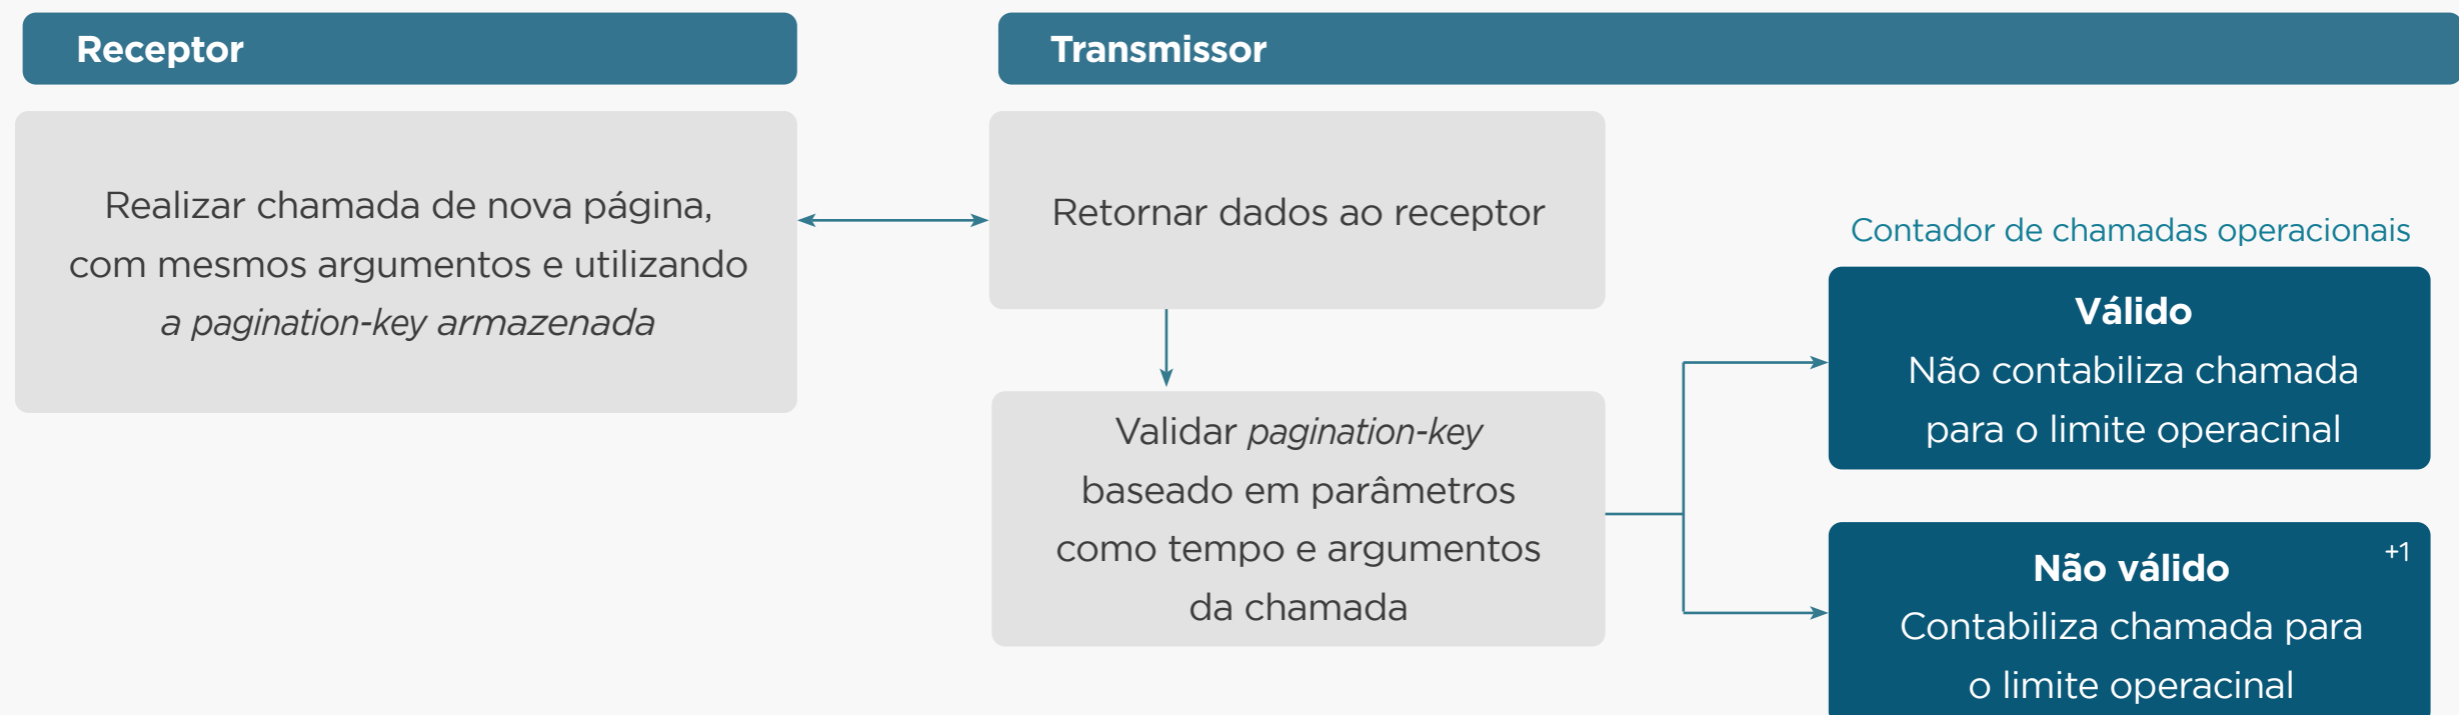 Receptor
Transmissor
Realizar chamada de nova página,
com mesmos argumentos e utilizando
a pagination-key armazenada
Retornar dados ao receptor
Validar pagination-key
baseado em parâmetros
como tempo e argumentos
da chamada
Contador de chamadas operacionais
Válido
Não contabiliza chamada
para o limite operacinal
Não válido
+1
Contabiliza chamada para
o limite operacinal